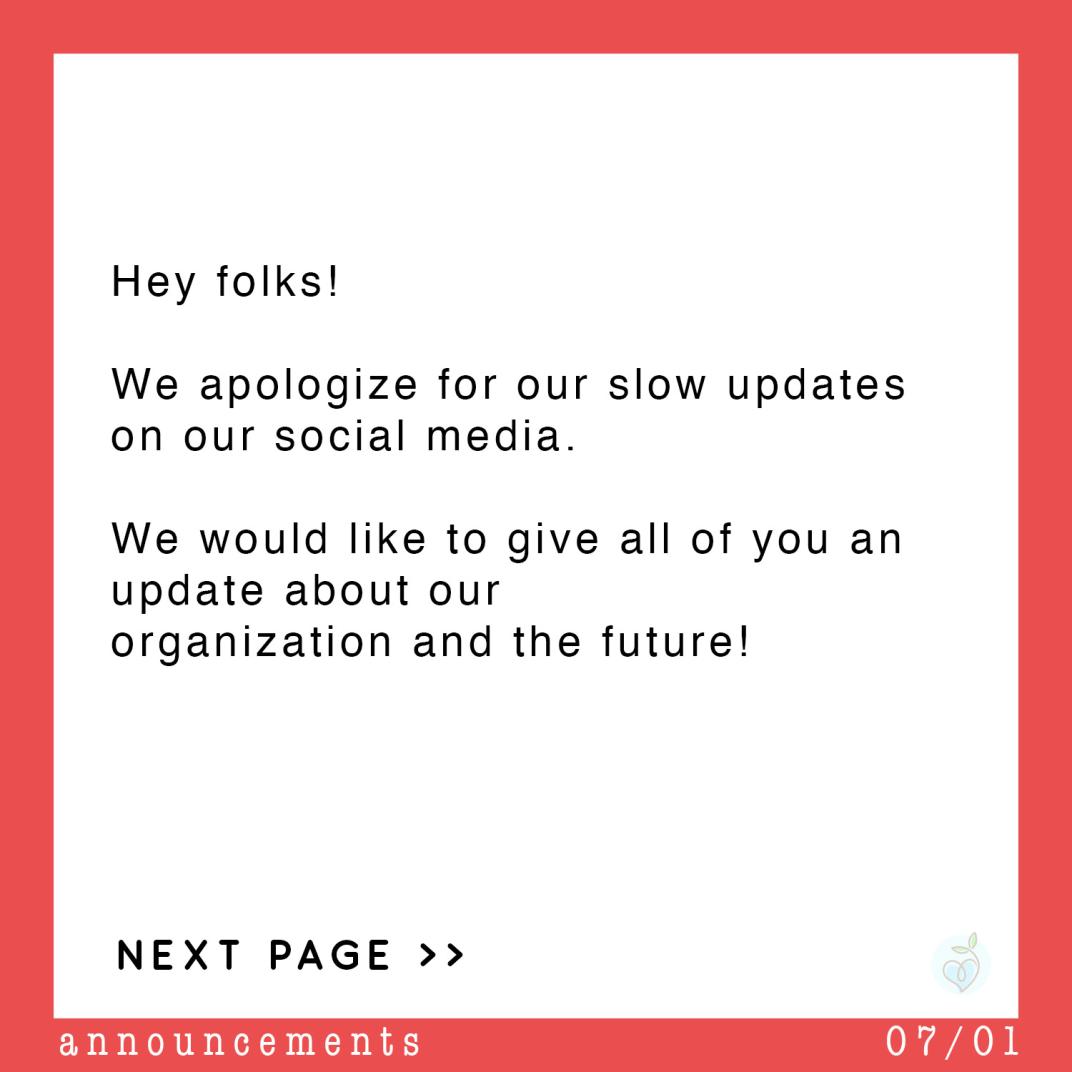 Hey folks!
We apologize for our slow updates
on our social media.
We would like to give all of you an
update about our
organization and the future!
NEXT PAGE >>
announcements
07/01